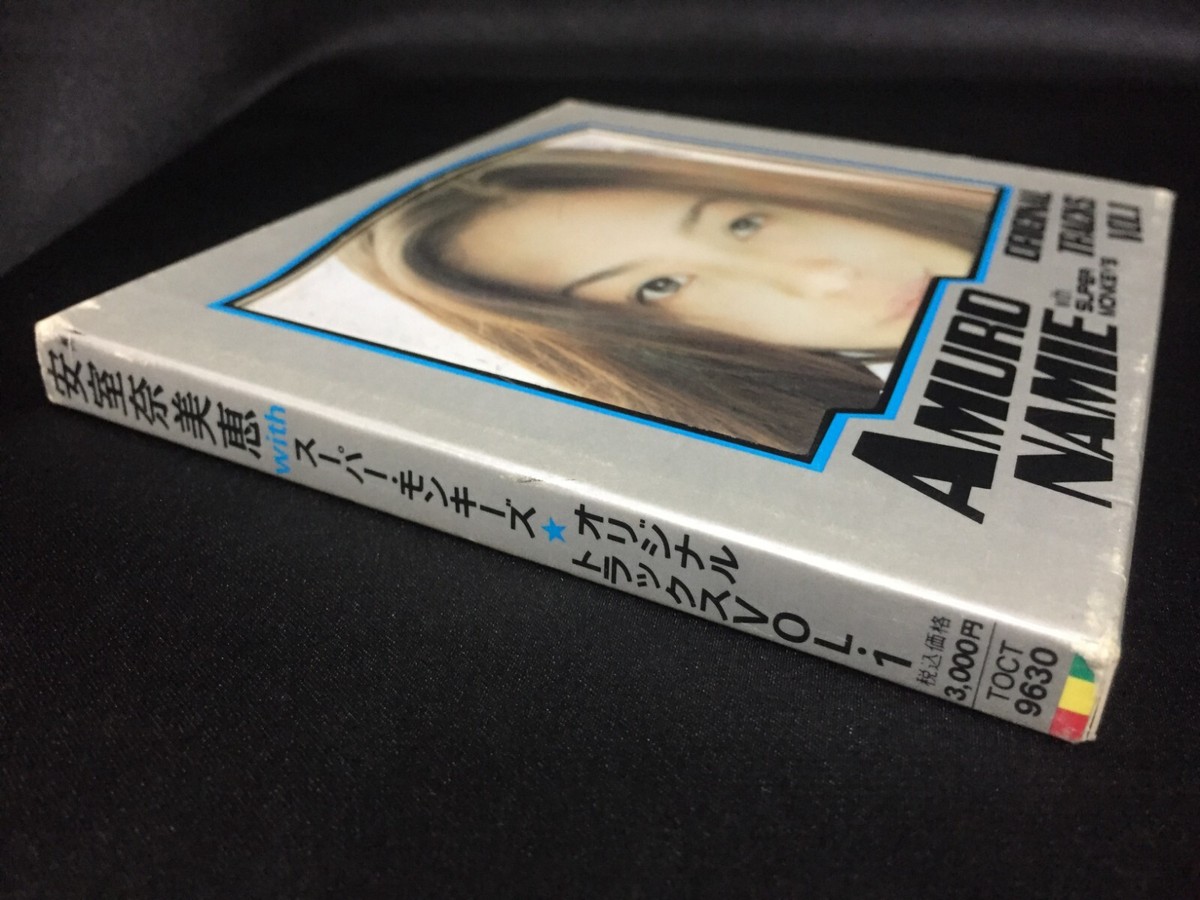 ORIGINAL
TRACKS
VOL.1
AMURO
NAMIE
with
SUPER
MONKEY'S
安室奈美恵 with スーパー・モンキーズ★オリジナル
トラックスVOL.1
税込価格
3,000円
TOCT
9630